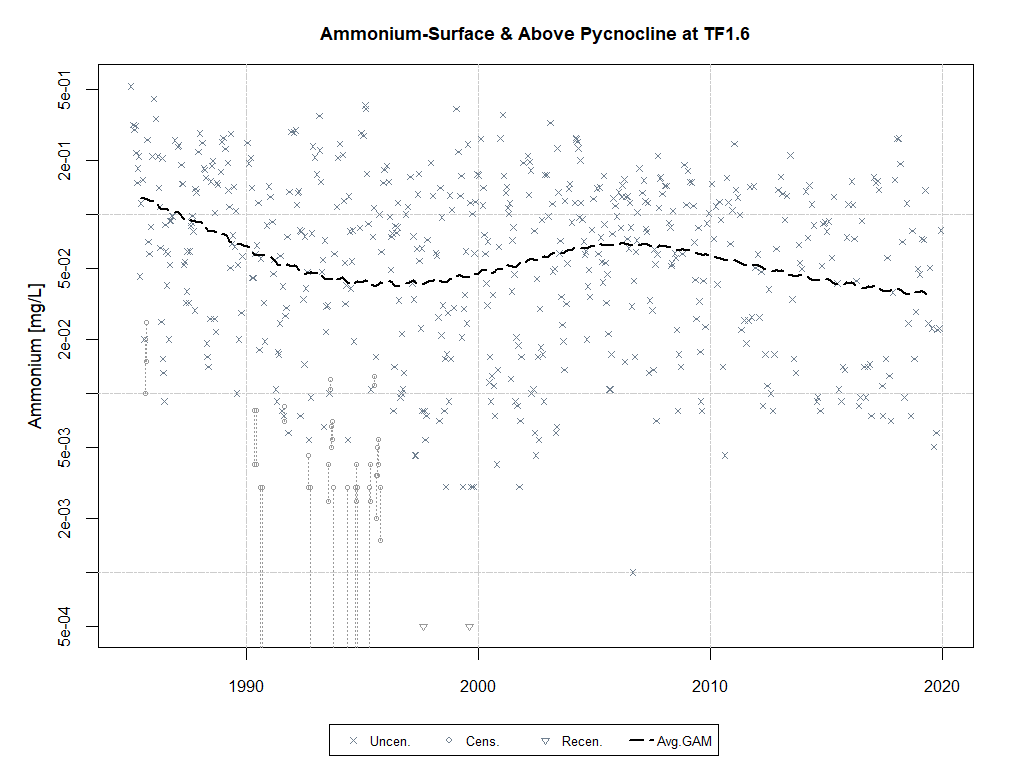 Ammonium-Surface & Above Pycnocline at TF1.6
Ammonium [mg/L]
5e-01
2e-01
5e-02
2e-02
5e-03
2e-03
5e-04
1990 2000 2010 2020
Uncen. Cens. Recen. Avg.GAM